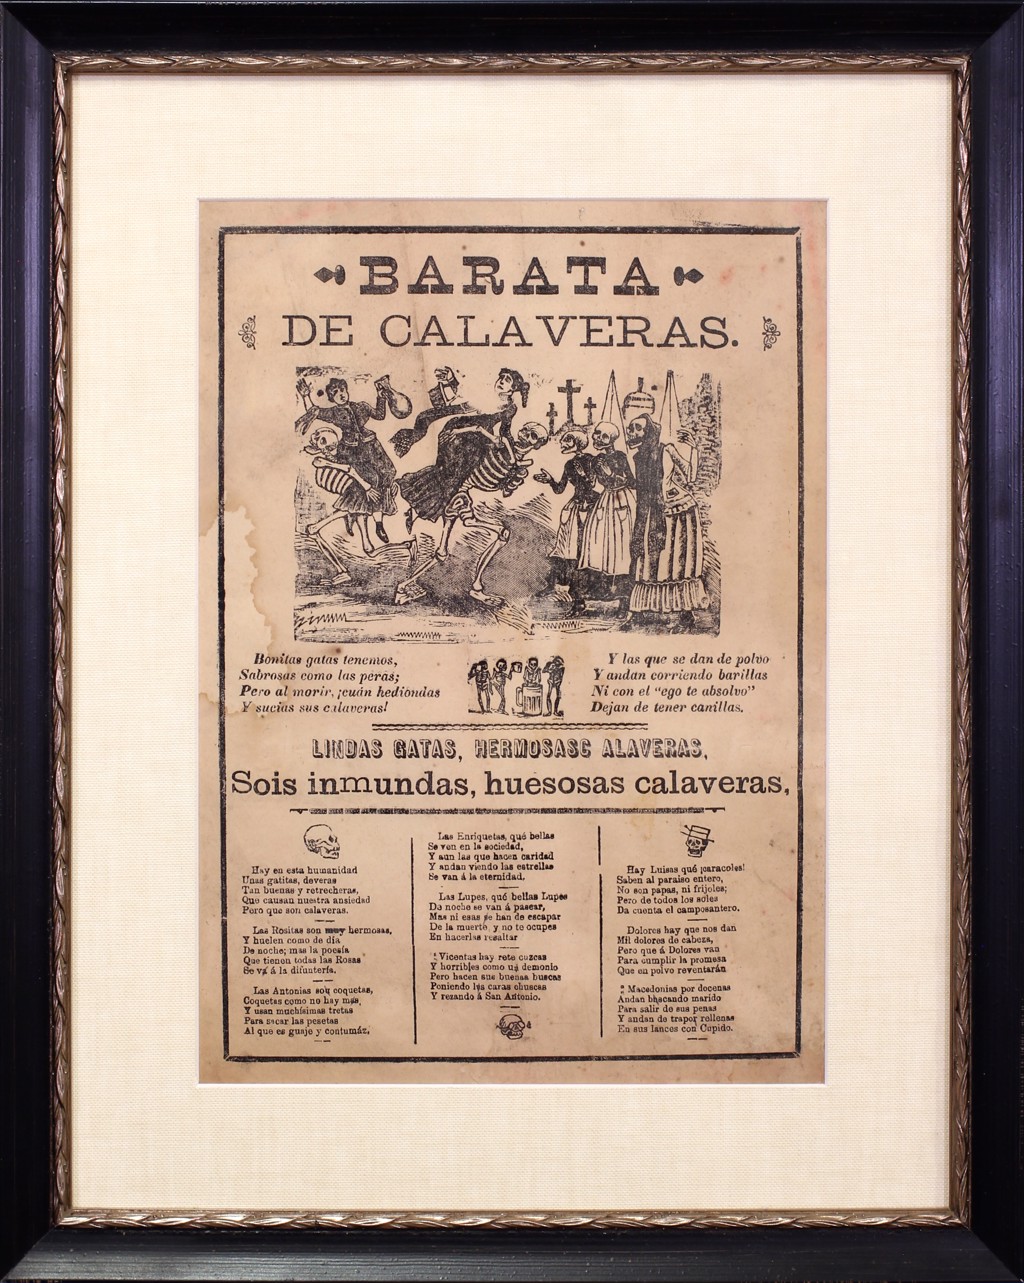 BARATA
DE CALAVERAS.
Bonitas gatas tenemos,
Sabrosas como las peras;
Pero al morir, ¡cuán hediondas
Y sucias sus calaveras!
Y las que se dan de polvo
Y andan corriendo barillas
Ni con el "ego te absolvo"
Dejan de tener canillas.
LINDAS GATAS, HERMOSASC ALAVERAS,
Sois inmundas, huesosas calaveras,
Hay en esta humanidad
Unas gatitas, deveras
Tan buenas y retrecheras,
Que causan nuestra ansiedad
Pero que son calaveras.
Las Rositas son muy hermosas,
Y huelen como de día
De noche; mas la poesía
Que tienen todas las Rosas
Se va á la difuntería.
Las Antonias son coquetas,
Coquetas como no hay mas,
Y usan muchísimas tretas
Para sacar las pesetas
Al que es guaje y contumáz.
Las Enriquetas, qué bellas
Se ven en la sociedad,
Y aun las que hacen caridad
Y andan viendo las estrellas
Se van á la eternidad.
Las Lupes, qué bellas Lupes
De noche se van á pasear,
Mas ni esas se han de escapar
De la muerte, y no te ocupes
En hacerlas resaltar
Vicentas hay rete cuzcas
Y horribles como un demonio
Pero hacen sus buenas buscas
Poniendo las caras chuscas
Y rezando á San Antonio.
Hay Luisas qué ¡caracoles!
Saben al paraiso entero,
No son papas, ni frijoles;
Pero de todos los soles
Da cuenta el camposantero.
Dolores hay que nos dan
Mil dolores de cabeza,
Pero que á Dolores van
Para cumplir la promesa
Que en polvo reventarán
Macedonias por docenas
Andan buscando marido
Para salir de sus penas
Y andan de trapos rellenas
En sus lances con Cupido.